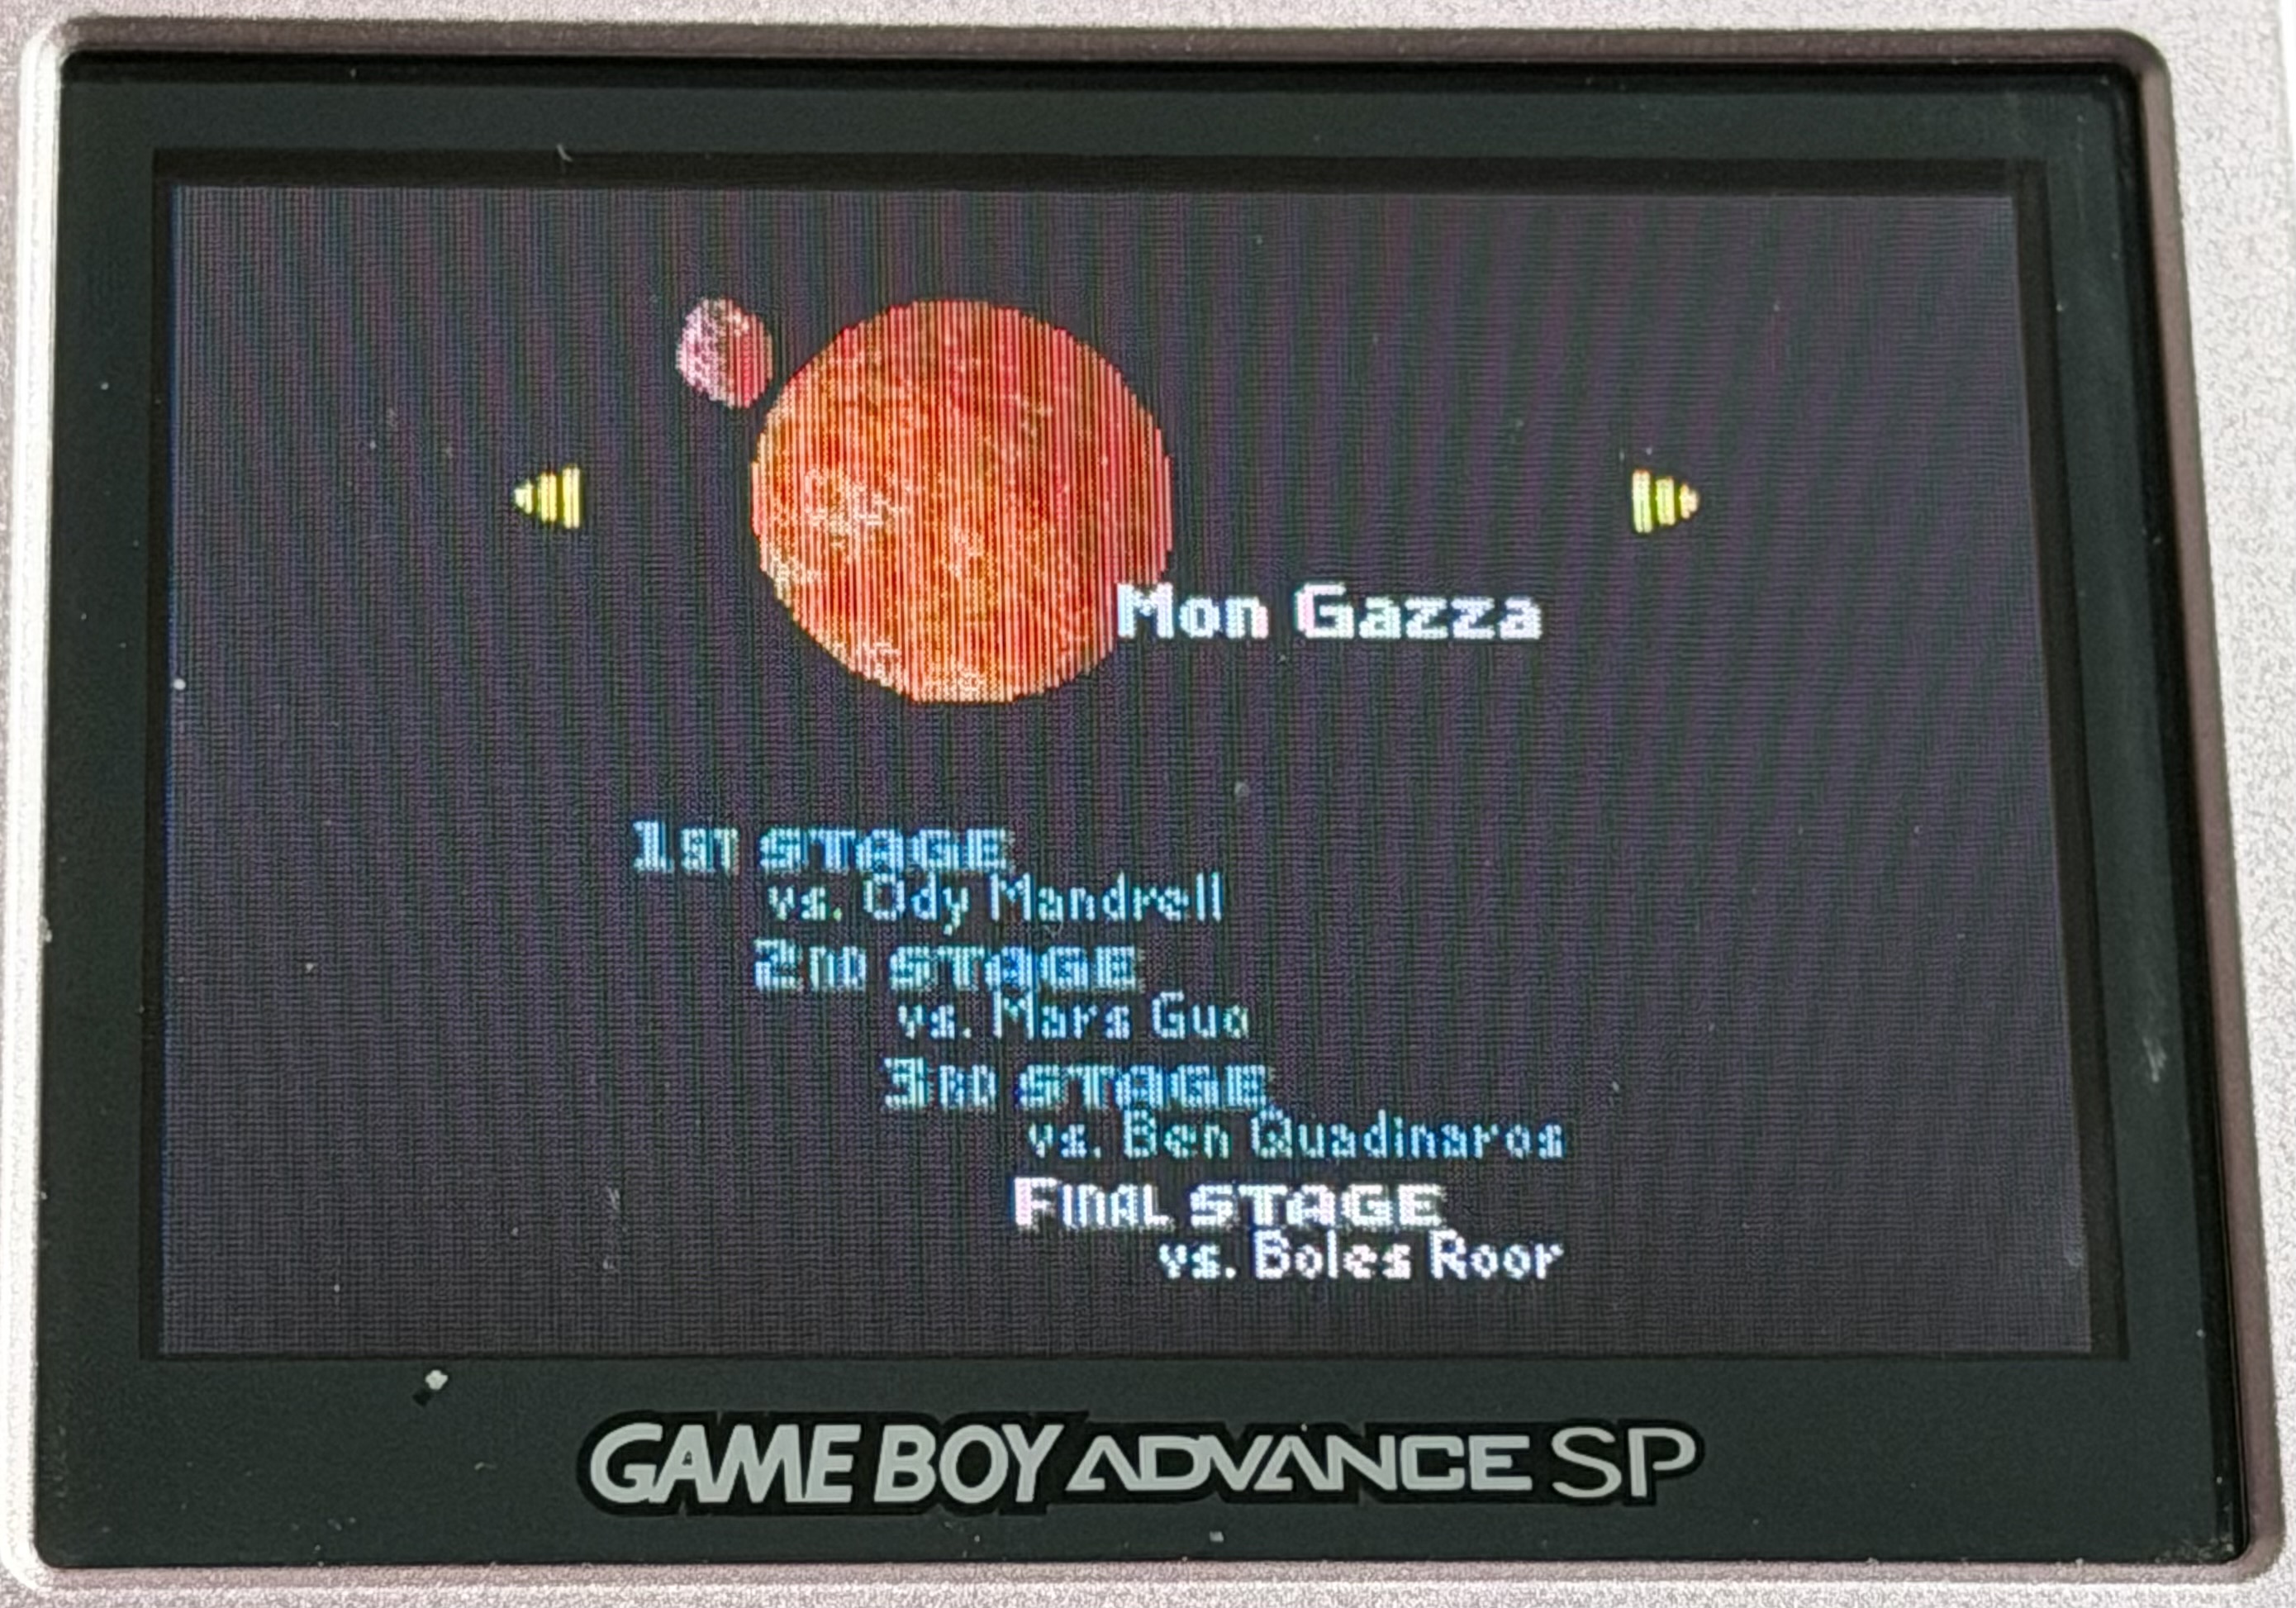 Mon Gazza
1ST STAGE
vs. Ody Mandrell
2ND STAGE
vs. Mars Guo
3RD STAGE
vs. Ben Quadinaros
FINAL STAGE
vs. Boles Roor
GAME BOY ADVANCE SP